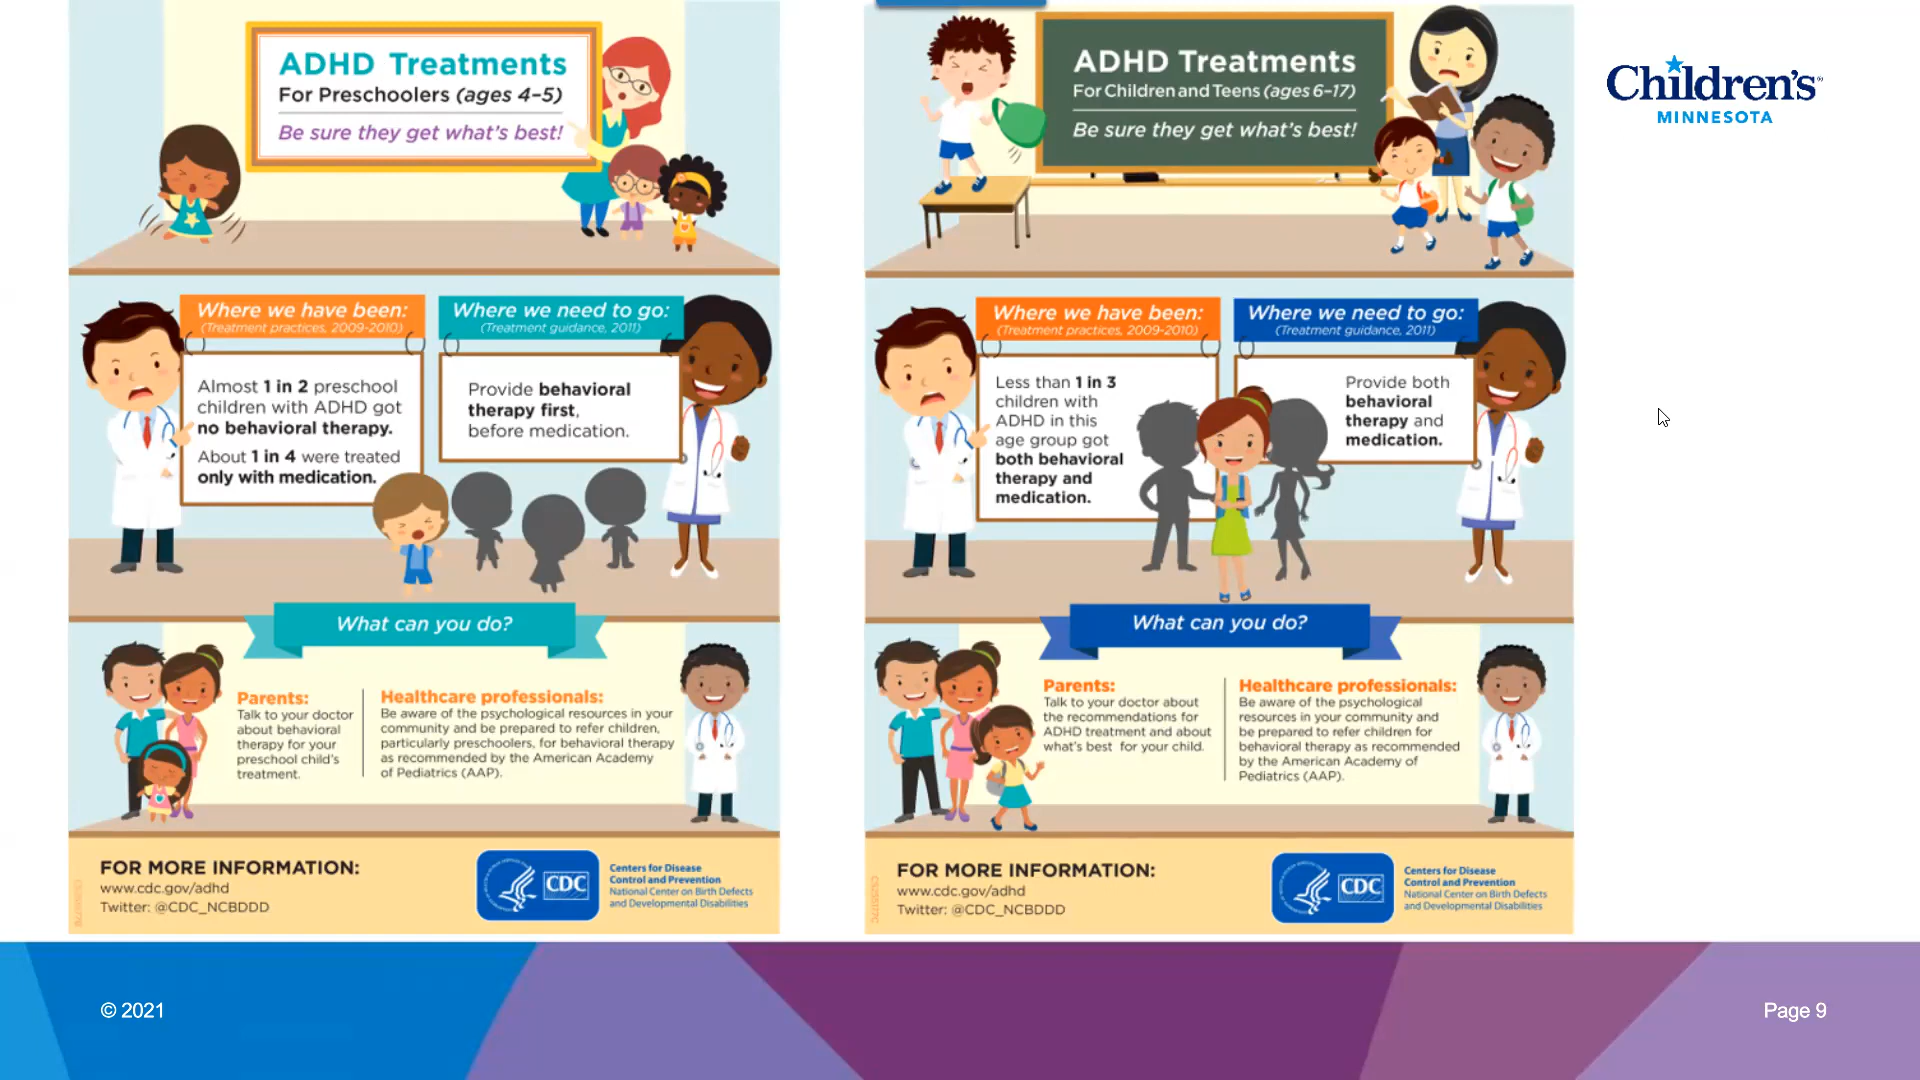 ADHD Treatments
For Preschoolers (ages 4–5)
Be sure they get what's best!
Where we have been:
(Treatment practices, 2009-2010)
Almost 1 in 2 preschool
children with ADHD got
no behavioral therapy.
About 1 in 4 were treated
only with medication.
Where we need to go:
(Treatment guidance, 2011)
Provide behavioral
therapy first,
before medication.
What can you do?
Parents:
Talk to your doctor
about behavioral
therapy for your
preschool child's
treatment.
Healthcare professionals:
Be aware of the psychological resources in your
community and be prepared to refer children,
particularly preschoolers, for behavioral therapy
as recommended by the American Academy
of Pediatrics (AAP).
FOR MORE INFORMATION:
www.cdc.gov/adhd
Twitter: @CDC_NCBDDD
CDC
Centers for Disease
Control and Prevention
National Center on Birth Defects
and Developmental Disabilities
ADHD Treatments
For Children and Teens (ages 6–17)
Be sure they get what's best!
Where we have been:
(Treatment practices, 2009-2010)
Less than 1 in 3
children with
ADHD in this
age group got
both behavioral
therapy and
medication.
Where we need to go:
(Treatment guidance, 2011)
Provide both
behavioral
therapy and
medication.
What can you do?
Parents:
Talk to your doctor about
the recommendations for
ADHD treatment and about
what's best for your child.
Healthcare professionals:
Be aware of the psychological
resources in your community and
be prepared to refer children for
behavioral therapy as recommended
by the American Academy of
Pediatrics (AAP).
FOR MORE INFORMATION:
www.cdc.gov/adhd
Twitter: @CDC_NCBDDD
CDC
Centers for Disease
Control and Prevention
National Center on Birth Defects
and Developmental Disabilities
Children's
MINNESOTA
© 2021
Page 9